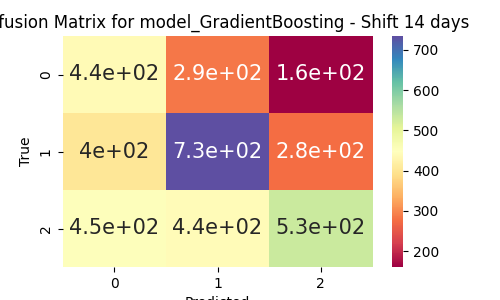 fusion Matrix for model_GradientBoosting - Shift 14 days
0 4.4e+02 2.9e+02 1.6e+02
1 4e+02 7.3e+02 2.8e+02
2 4.5e+02 4.4e+02 5.3e+02
0 1 2
True
Predicted
700
600
500
400
300
200